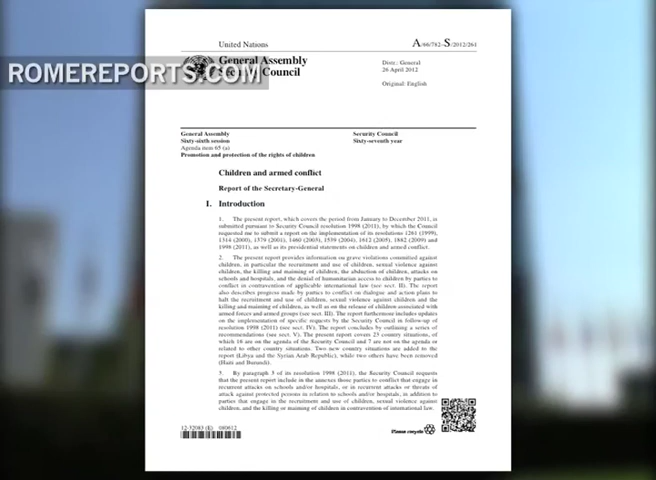 United Nations
A/66/782–S/2012/261
ROMEREPORTS.COM
General Assembly
Security Council
Distr.: General
26 April 2012
Original: English
General Assembly
Sixty-sixth session
Agenda item 65 (a)
Promotion and protection of the rights of children
Security Council
Sixty-seventh year
Children and armed conflict
Report of the Secretary-General
I. Introduction
1. The present report, which covers the period from January to December 2011, is
submitted pursuant to Security Council resolution 1998 (2011), by which the Council
requested me to submit a report on the implementation of its resolutions 1261 (1999),
1314 (2000), 1379 (2001), 1460 (2003), 1539 (2004), 1612 (2005), 1882 (2009) and
1998 (2011), as well as its presidential statements on children and armed conflict.
2. The present report provides information on grave violations committed against
children, in particular the recruitment and use of children, sexual violence against
children, the killing and maiming of children, the abduction of children, attacks on
schools and hospitals, and the denial of humanitarian access to children by parties to
conflict in contravention of applicable international law (see sect. II). The report
also describes progress made by parties to conflict on dialogue and action plans to
halt the recruitment and use of children, sexual violence against children and the
killing and maiming of children, as well as on the release of children associated with
armed forces and armed groups (see sect. III). The report furthermore includes updates
on the implementation of specific requests by the Security Council in follow-up of
resolution 1998 (2011) (see sect. IV). The report concludes by outlining a series of
recommendations (see sect. V). The present report covers 23 country situations, of
which 16 are on the agenda of the Security Council and 7 are not on the agenda or
related to other country situations. Two new country situations are added to the
report (Libya and the Syrian Arab Republic), while two others have been removed
(Haiti and Burundi).
3. By paragraph 3 of its resolution 1998 (2011), the Security Council requests
that the present report include in the annexes those parties to conflict that engage in
recurrent attacks on schools and/or hospitals, or in recurrent attacks or threats of
attack against protected persons in relation to schools and/or hospitals, in addition to
parties that engage in the recruitment and use of children, sexual violence against
children, and the killing or maiming of children in contravention of international law.
12-32083 (E) 080612
Please recycle